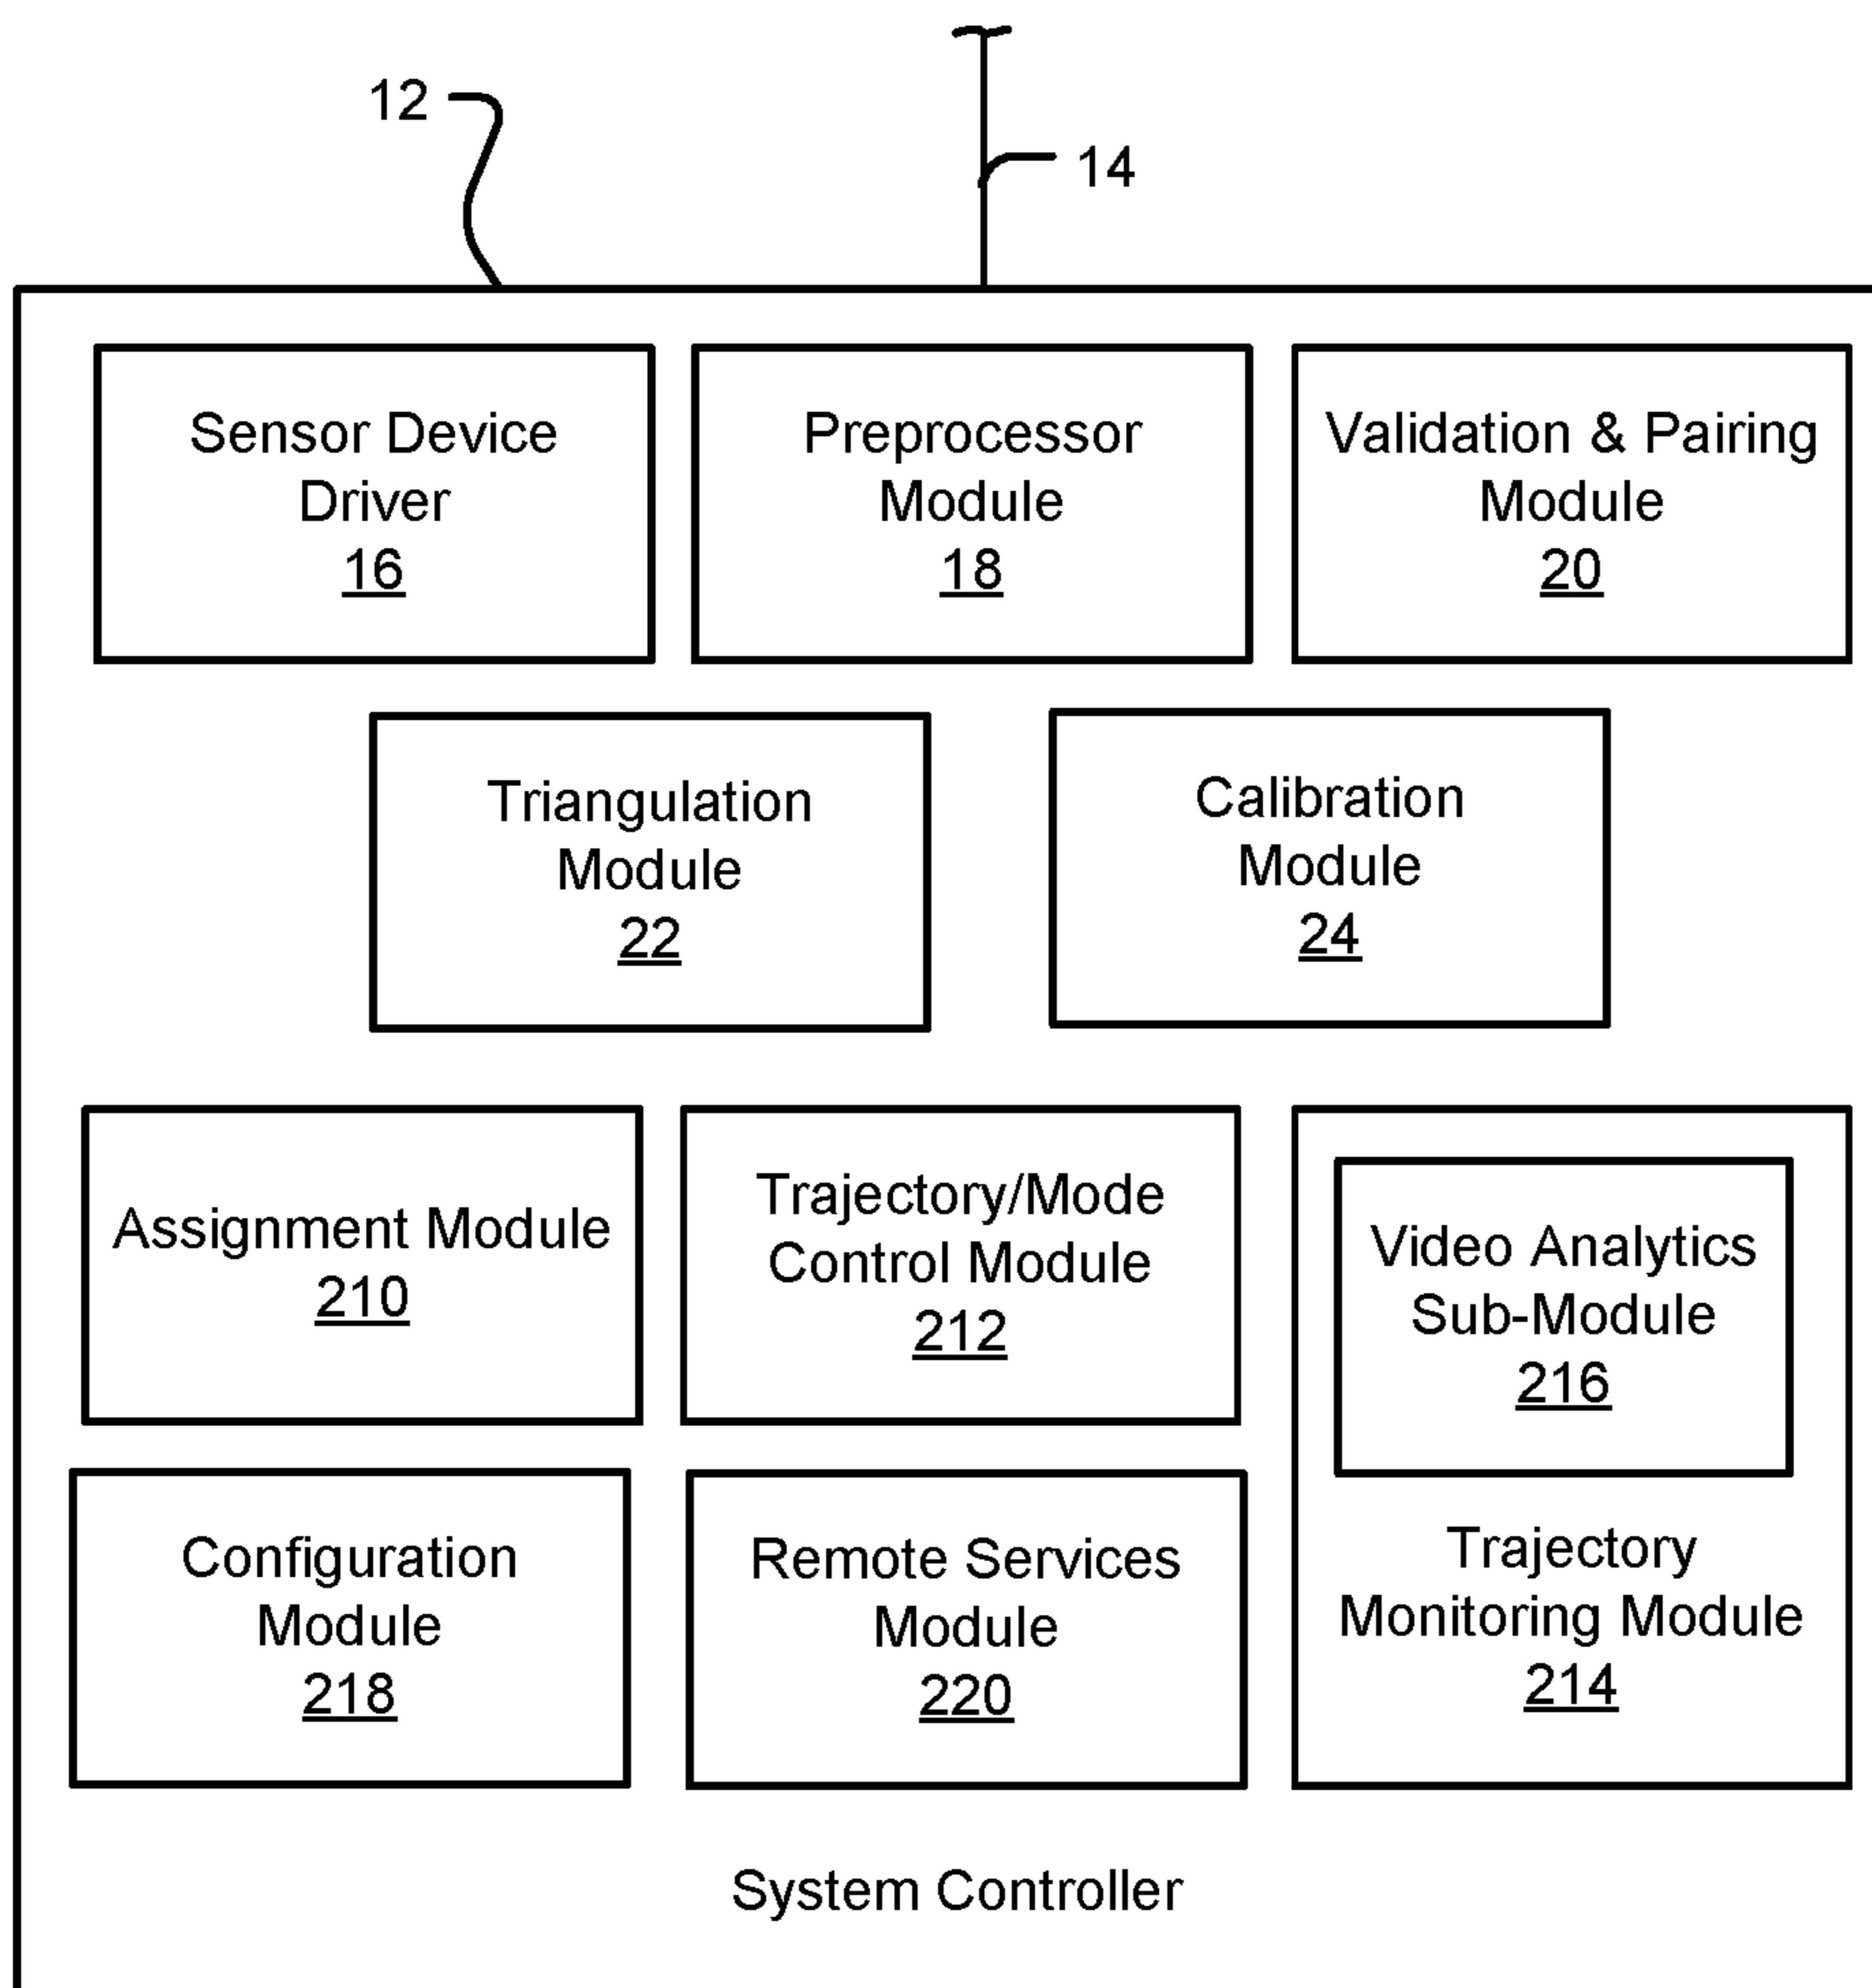 12
14
Sensor Device
Driver
16
Preprocessor
Module
18
Validation & Pairing
Module
20
Triangulation
Module
22
Calibration
Module
24
Assignment Module
210
Trajectory/Mode
Control Module
212
Video Analytics
Sub-Module
216
Trajectory
Monitoring Module
214
Configuration
Module
218
Remote Services
Module
220
System Controller